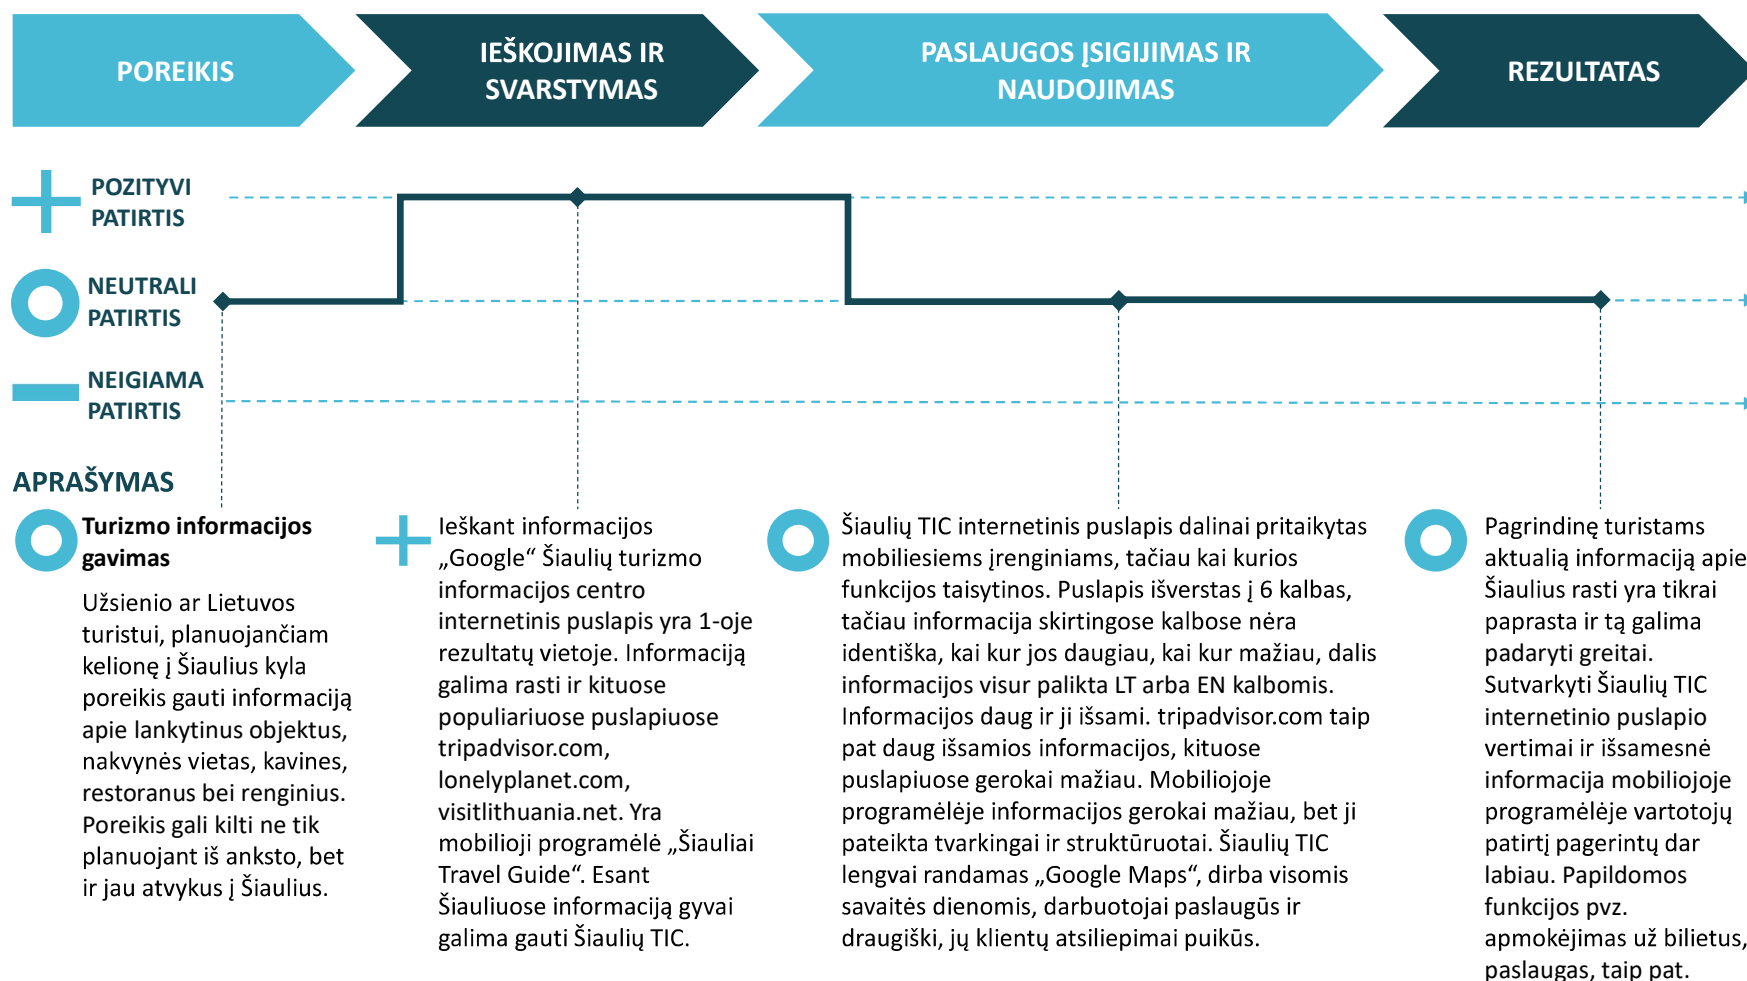 POREIKIS
IEŠKOJIMAS IR
SVARSTYMAS
PASLAUGOS ĮSIGIJIMAS IR
NAUDOJIMAS
REZULTATAS
POZITYVI
PATIRTIS
NEUTRALI
PATIRTIS
NEIGIAMA
PATIRTIS
APRAŠYMAS
Turizmo informacijos
gavimas
Užsienio ar Lietuvos
turistui, planuojančiam
kelionę į Šiaulius kyla
poreikis gauti informaciją
apie lankytinus objektus,
nakvynės vietas, kavines,
restoranus bei renginius.
Poreikis gali kilti ne tik
planuojant iš anksto, bet
ir jau atvykus į Šiaulius.
Ieškant informacijos
„Google“ Šiaulių turizmo
informacijos centro
internetinis puslapis yra 1-oje
rezultatų vietoje. Informaciją
galima rasti ir kituose
populiariuose puslapiuose
tripadvisor.com,
lonelyplanet.com,
visitlithuania.net. Yra
mobilioji programėlė „Šiauliai
Travel Guide“. Esant
Šiauliuose informaciją gyvai
galima gauti Šiaulių TIC.
Šiaulių TIC internetinis puslapis dalinai pritaikytas
mobiliesiems įrenginiams, tačiau kai kurios
funkcijos taisytinos. Puslapis išverstas į 6 kalbas,
tačiau informacija skirtingose kalbose nėra
identiška, kai kur jos daugiau, kai kur mažiau, dalis
informacijos visur palikta LT arba EN kalbomis.
Informacijos daug ir ji išsami. tripadvisor.com taip
pat daug išsamios informacijos, kituose
puslapiuose gerokai mažiau. Mobiliojoje
programėlėje informacijos gerokai mažiau, bet ji
pateikta tvarkingai ir struktūruotai. Šiaulių TIC
lengvai randamas „Google Maps“, dirba visomis
savaitės dienomis, darbuotojai paslaugūs ir
draugiški, jų klientų atsiliepimai puikūs.
Pagrindinę turistams
aktualią informaciją apie
Šiaulius rasti yra tikrai
paprasta ir tą galima
padaryti greitai.
Sutvarkyti Šiaulių TIC
internetinio puslapio
vertimai ir išsamesnė
informacija mobiliojoje
programėlėje vartotojų
patirtį pagerintų dar
labiau. Papildomos
funkcijos pvz.
apmokėjimas už bilietus,
paslaugas, taip pat.